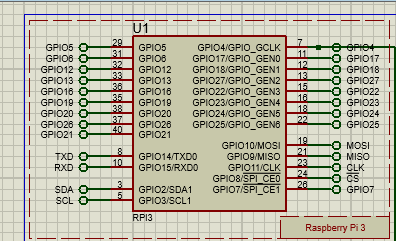 U1
GPIO5 29 GPIO5 GPIO4/GPIO_GCLK 7 GPIO4
GPIO6 31 GPIO6 GPIO17/GPIO_GEN0 11 GPIO17
GPIO12 32 GPIO12 GPIO18/GPIO_GEN1 12 GPIO18
GPIO13 33 GPIO13 GPIO27/GPIO_GEN2 13 GPIO27
GPIO16 36 GPIO16 GPIO22/GPIO_GEN3 15 GPIO22
GPIO19 35 GPIO19 GPIO23/GPIO_GEN4 16 GPIO23
GPIO20 38 GPIO20 GPIO24/GPIO_GEN5 18 GPIO24
GPIO26 37 GPIO26 GPIO25/GPIO_GEN6 22 GPIO25
GPIO21 40 GPIO21
GPIO10/MOSI 19 MOSI
TXD 8 GPIO14/TXD0 GPIO9/MISO 21 MISO
RXD 10 GPIO15/RXD0 GPIO11/CLK 23 CLK
GPIO8/SPI_CE0 24 CS
SDA 3 GPIO2/SDA1 GPIO7/SPI_CE1 26 GPIO7
SCL 5 GPIO3/SCL1
RPI3
Raspberry Pi 3